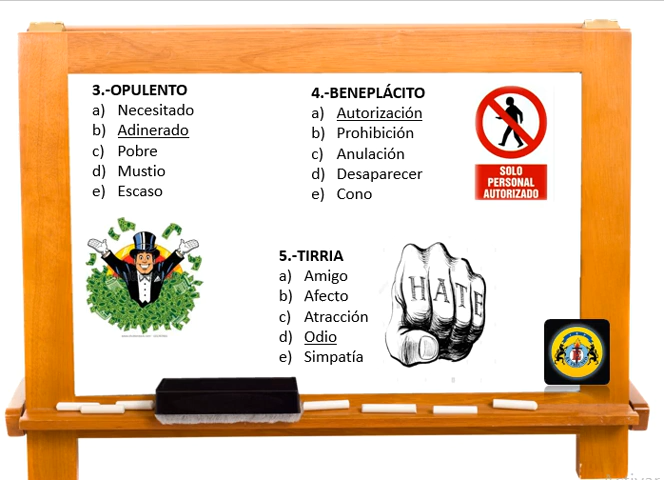 3.-OPULENTO
a) Necesitado
b) Adinerado
c) Pobre
d) Mustio
e) Escaso
4.-BENEPLÁCITO
a) Autorización
b) Prohibición
c) Anulación
d) Desaparecer
e) Cono
SOLO
PERSONAL
AUTORIZADO
5.-TIRRIA
a) Amigo
b) Afecto
c) Atracción
d) Odio
e) Simpatía
HATE